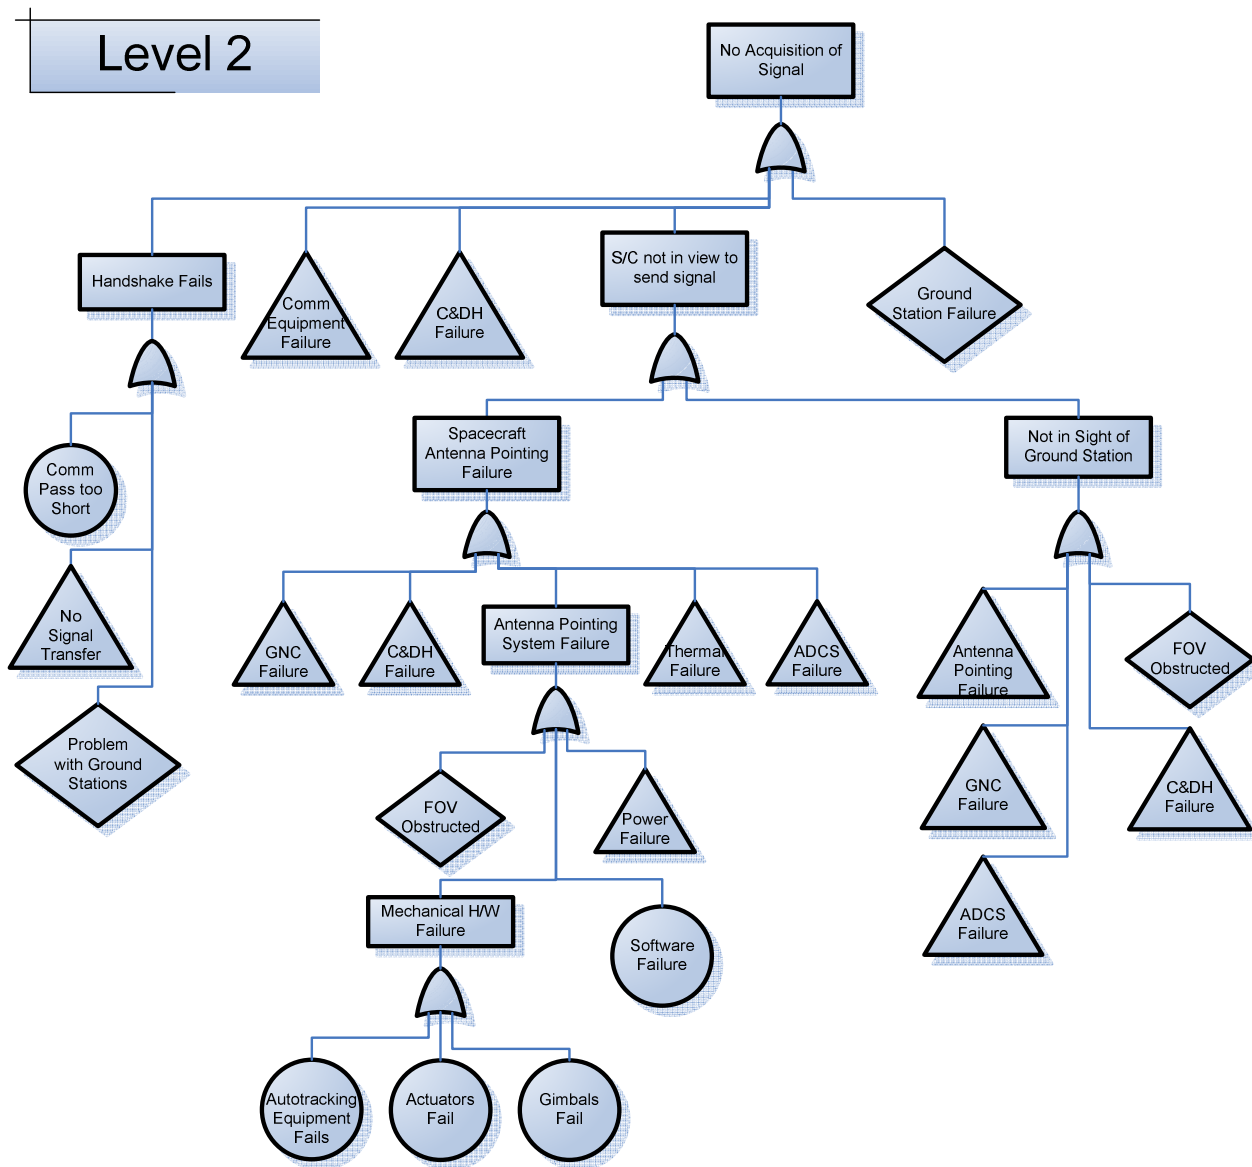 Level 2
No Acquisition of
Signal
Handshake Fails
Comm
Equipment
Failure
C&DH
Failure
S/C not in view to
send signal
Ground
Station Failure
Comm
Pass too
Short
No
Signal
Transfer
Problem
with Ground
Stations
Spacecraft
Antenna Pointing
Failure
Not in Sight of
Ground Station
GNC
Failure
C&DH
Failure
Antenna Pointing
System Failure
Thermal
Failure
ADCS
Failure
Antenna
Pointing
Failure
FOV
Obstructed
GNC
Failure
C&DH
Failure
ADCS
Failure
FOV
Obstructed
Power
Failure
Mechanical H/W
Failure
Software
Failure
Autotracking
Equipment
Fails
Actuators
Fail
Gimbals
Fail